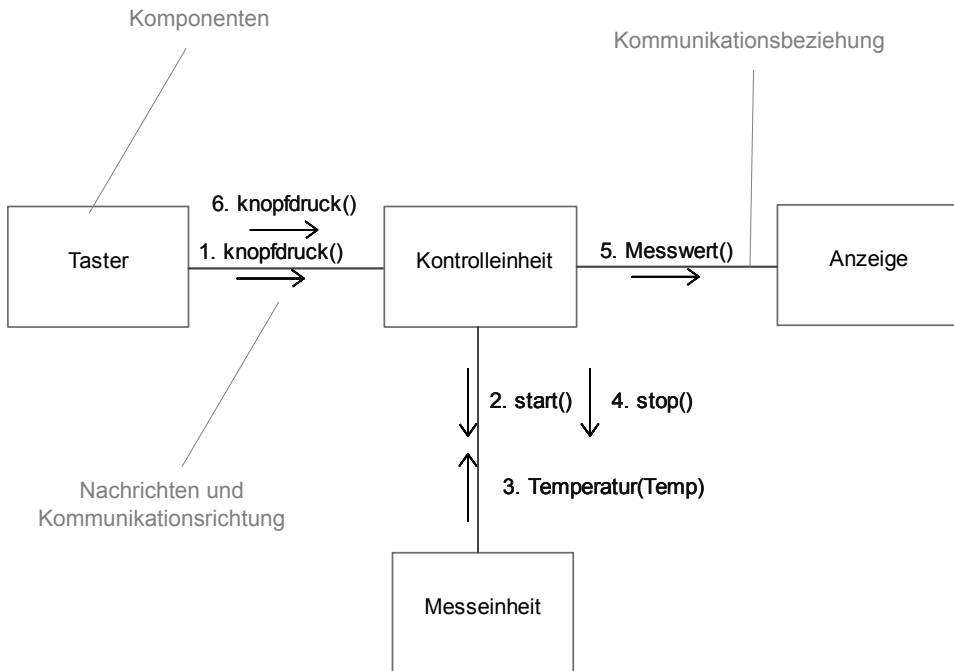 Komponenten
Kommunikationsbeziehung
6. knopfdruck()
1. knopfdruck()
Taster
Kontrolleinheit
5. Messwert()
Anzeige
2. start()
4. stop()
3. Temperatur(Temp)
Nachrichten und
Kommunikationsrichtung
Messeinheit